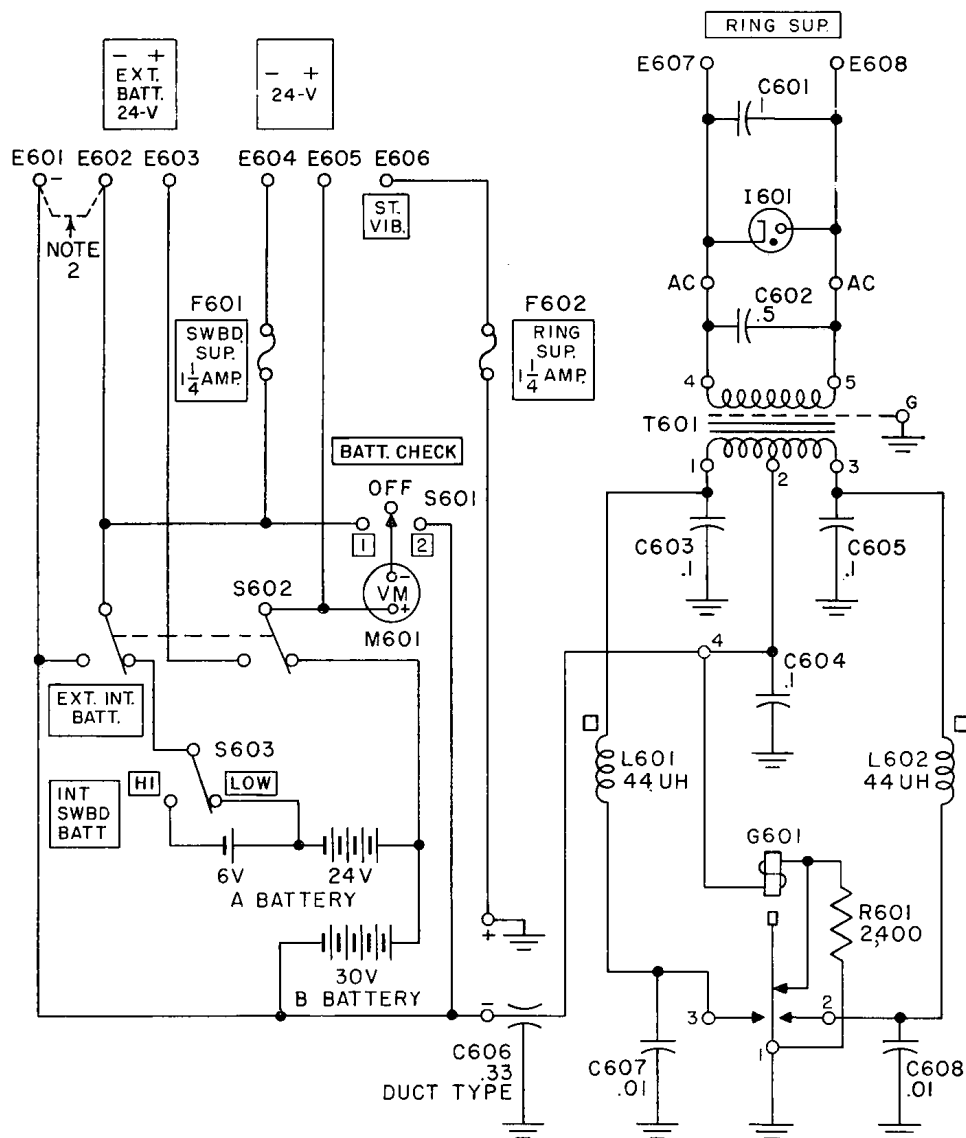 RING SUP.
E607
E608
C601
.1
- +
EXT.
BATT.
24-V
- +
24-V
E601
E602
E603
E604
E605
E606
-
ST.
VIB.
NOTE
2
I601
AC
AC
C602
.5
F601
SWBD.
SUP.
1 1/4 AMP.
F602
RING
SUP.
1 1/4 AMP.
4
5
G
T601
1
2
3
BATT. CHECK
OFF
S601
1
2
C603
.1
C605
.1
S602
-
VM
+
M601
4
C604
.1
EXT. INT.
BATT.
S603
HI
LOW
INT
SWBD
BATT
L601
44 UH
L602
44 UH
G601
6V
24V
A BATTERY
R601
2,400
+
30V
B BATTERY
-
3
2
1
C606
.33
DUCT TYPE
C607
.01
C608
.01